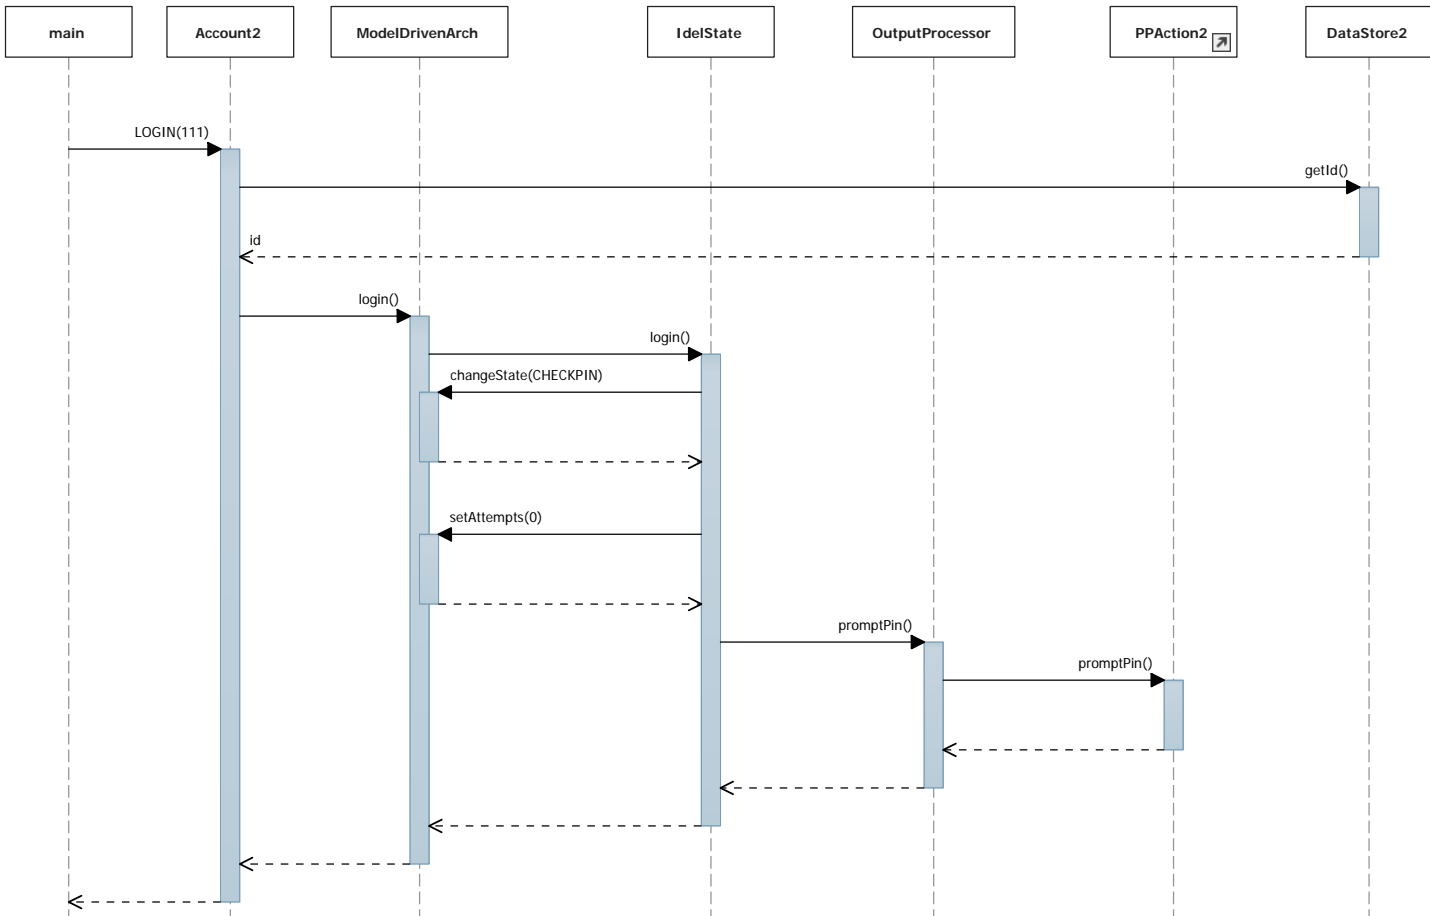 main
Account2
ModelDrivenArch
IdelState
OutputProcessor
PPAction2
DataStore2
LOGIN(111)
getId()
id
login()
login()
changeState(CHECKPIN)
setAttempts(0)
promptPin()
promptPin()